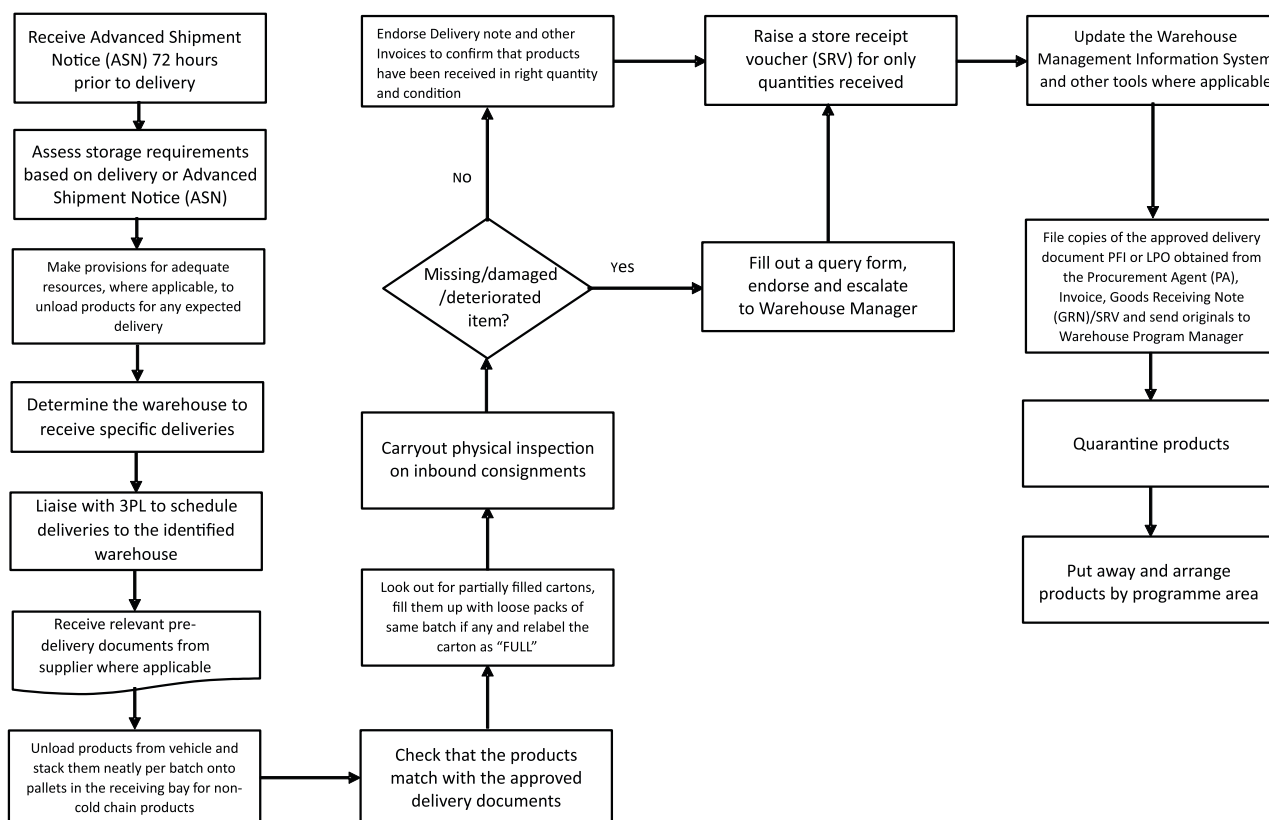 Receive Advanced Shipment
Notice (ASN) 72 hours
prior to delivery
Assess storage requirements
based on delivery or Advanced
Shipment Notice (ASN)
Make provisions for adequate
resources, where applicable, to
unload products for any expected
delivery
Determine the warehouse to
receive specific deliveries
Liaise with 3PL to schedule
deliveries to the identified
warehouse
Receive relevant pre-
delivery documents from
supplier where applicable
Unload products from vehicle and
stack them neatly per batch onto
pallets in the receiving bay for non-
cold chain products
Check that the products
match with the approved
delivery documents
Look out for partially filled cartons,
fill them up with loose packs of
same batch if any and relabel the
carton as “FULL”
Carryout physical inspection
on inbound consignments
Missing/damaged
/deteriorated
item?
No
Yes
Endorse Delivery note and other
Invoices to confirm that products
have been received in right quantity
and condition
Fill out a query form,
endorse and escalate
to Warehouse Manager
Raise a store receipt
voucher (SRV) for only
quantities received
Update the Warehouse
Management Information System
and other tools where applicable
File copies of the approved delivery
document PFI or LPO obtained from
the Procurement Agent (PA),
Invoice, Goods Receiving Note
(GRN)/SRV and send originals to
Warehouse Program Manager
Quarantine products
Put away and arrange
products by programme area